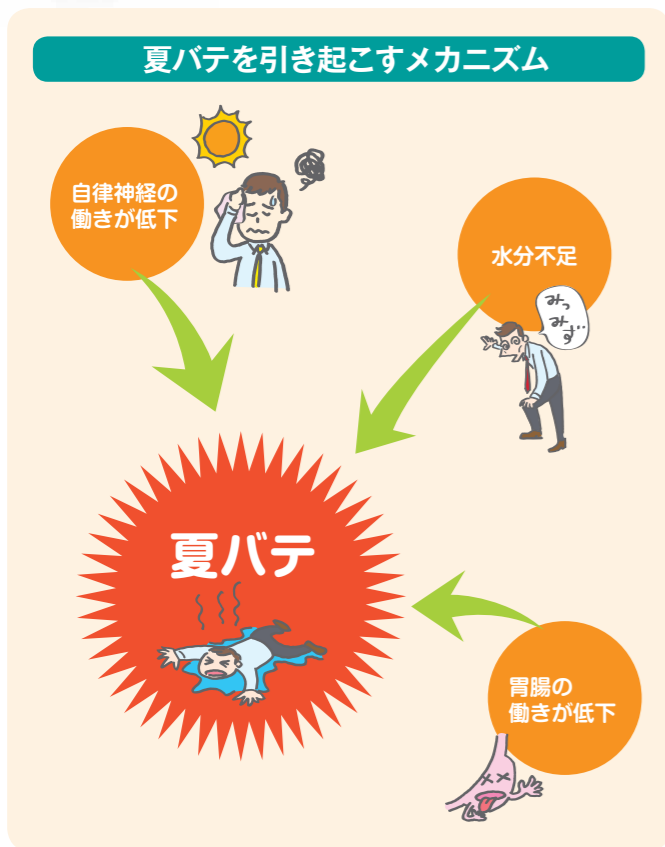 夏バテを引き起こすメカニズム
自律神経の
働きが低下
水分不足
みっ
みず
夏バテ
胃腸の
働きが低下